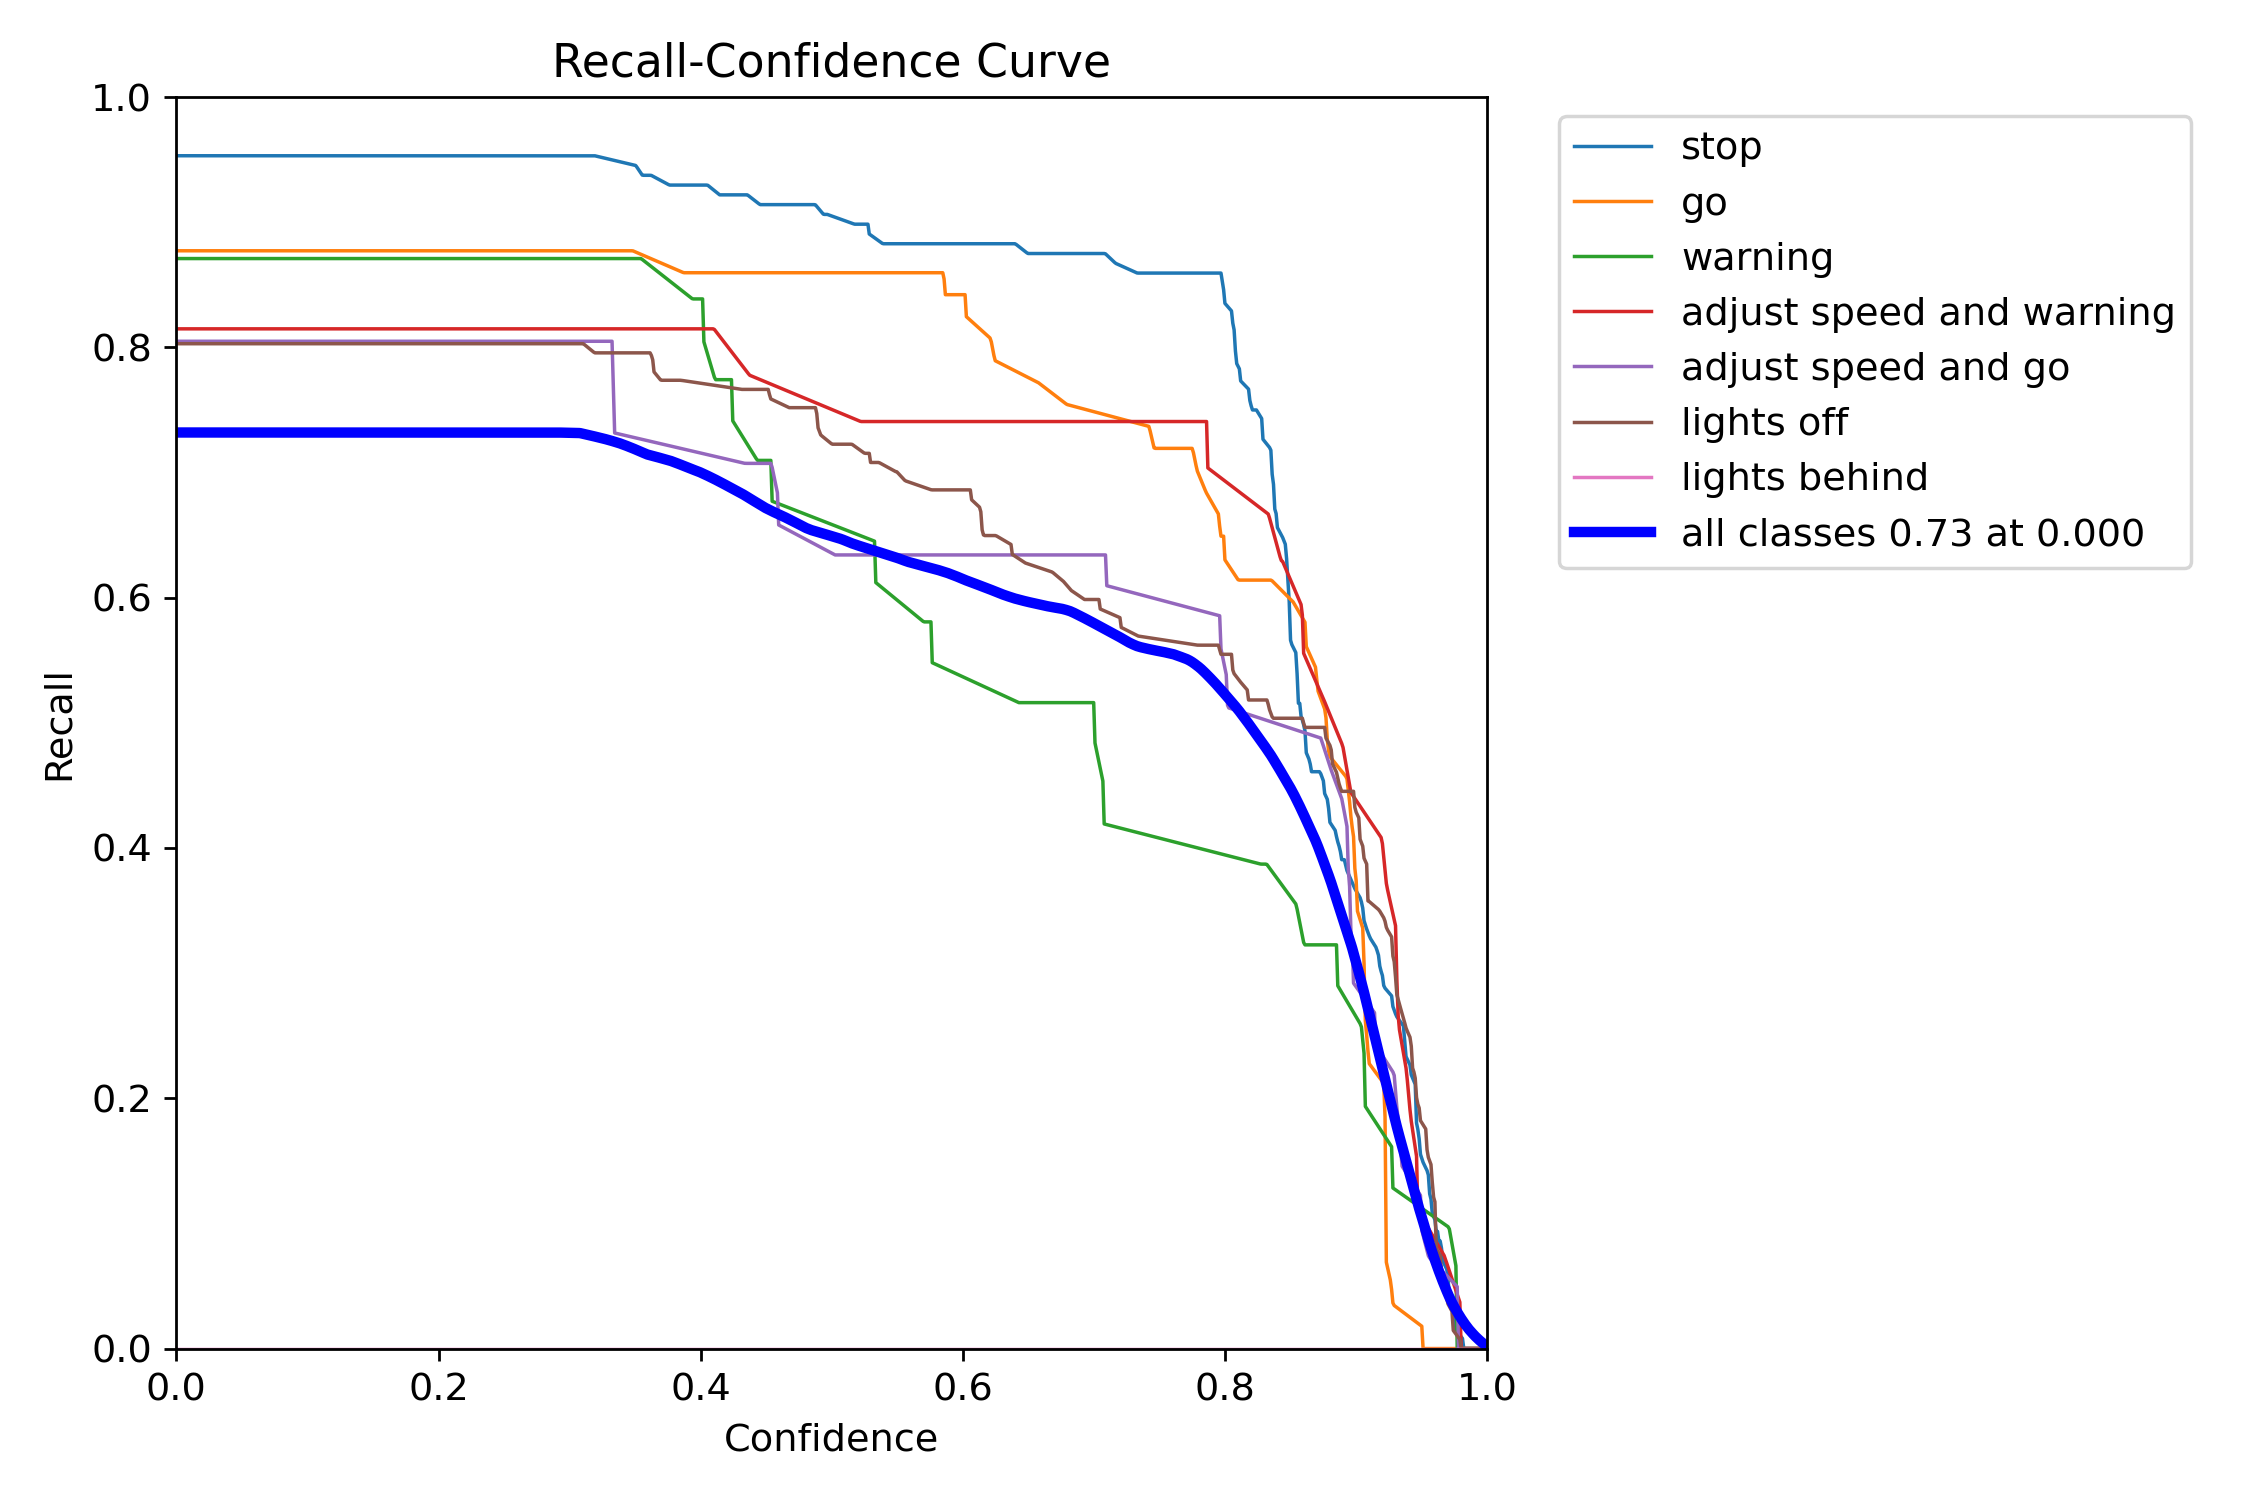 Recall-Confidence Curve
1.0
0.8
0.6
0.4
0.2
0.0
Recall
0.0 0.2 0.4 0.6 0.8 1.0
Confidence
stop
go
warning
adjust speed and warning
adjust speed and go
lights off
lights behind
all classes 0.73 at 0.000